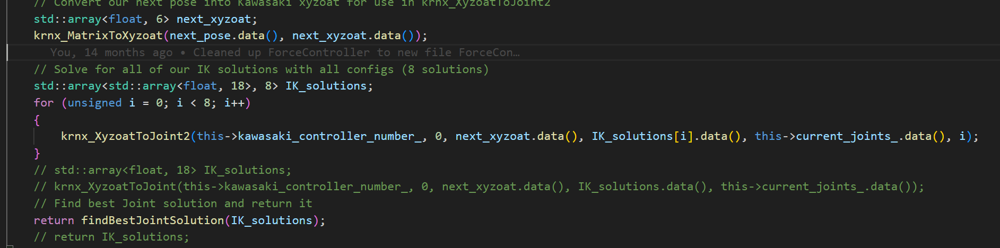 // Convert our next pose into Kawasaki xyzoat for use in krnx_XyzoatToJoint2
std::array<float, 6> next_xyzoat;
krnx_MatrixToXyzoat(next_pose.data(), next_xyzoat.data());
You, 14 months ago • Cleaned up ForceController to new file ForceCon…
// Solve for all of our IK solutions with all configs (8 solutions)
std::array<std::array<float, 18>, 8> IK_solutions;
for (unsigned i = 0; i < 8; i++)
{
krnx_XyzoatToJoint2(this->kawasaki_controller_number_, 0, next_xyzoat.data(), IK_solutions[i].data(), this->current_joints_.data(), i);
}
// std::array<float, 18> IK_solutions;
// krnx_XyzoatToJoint(this->kawasaki_controller_number_, 0, next_xyzoat.data(), IK_solutions.data(), this->current_joints_.data());
// Find best Joint solution and return it
return findBestJointSolution(IK_solutions);
// return IK_solutions;